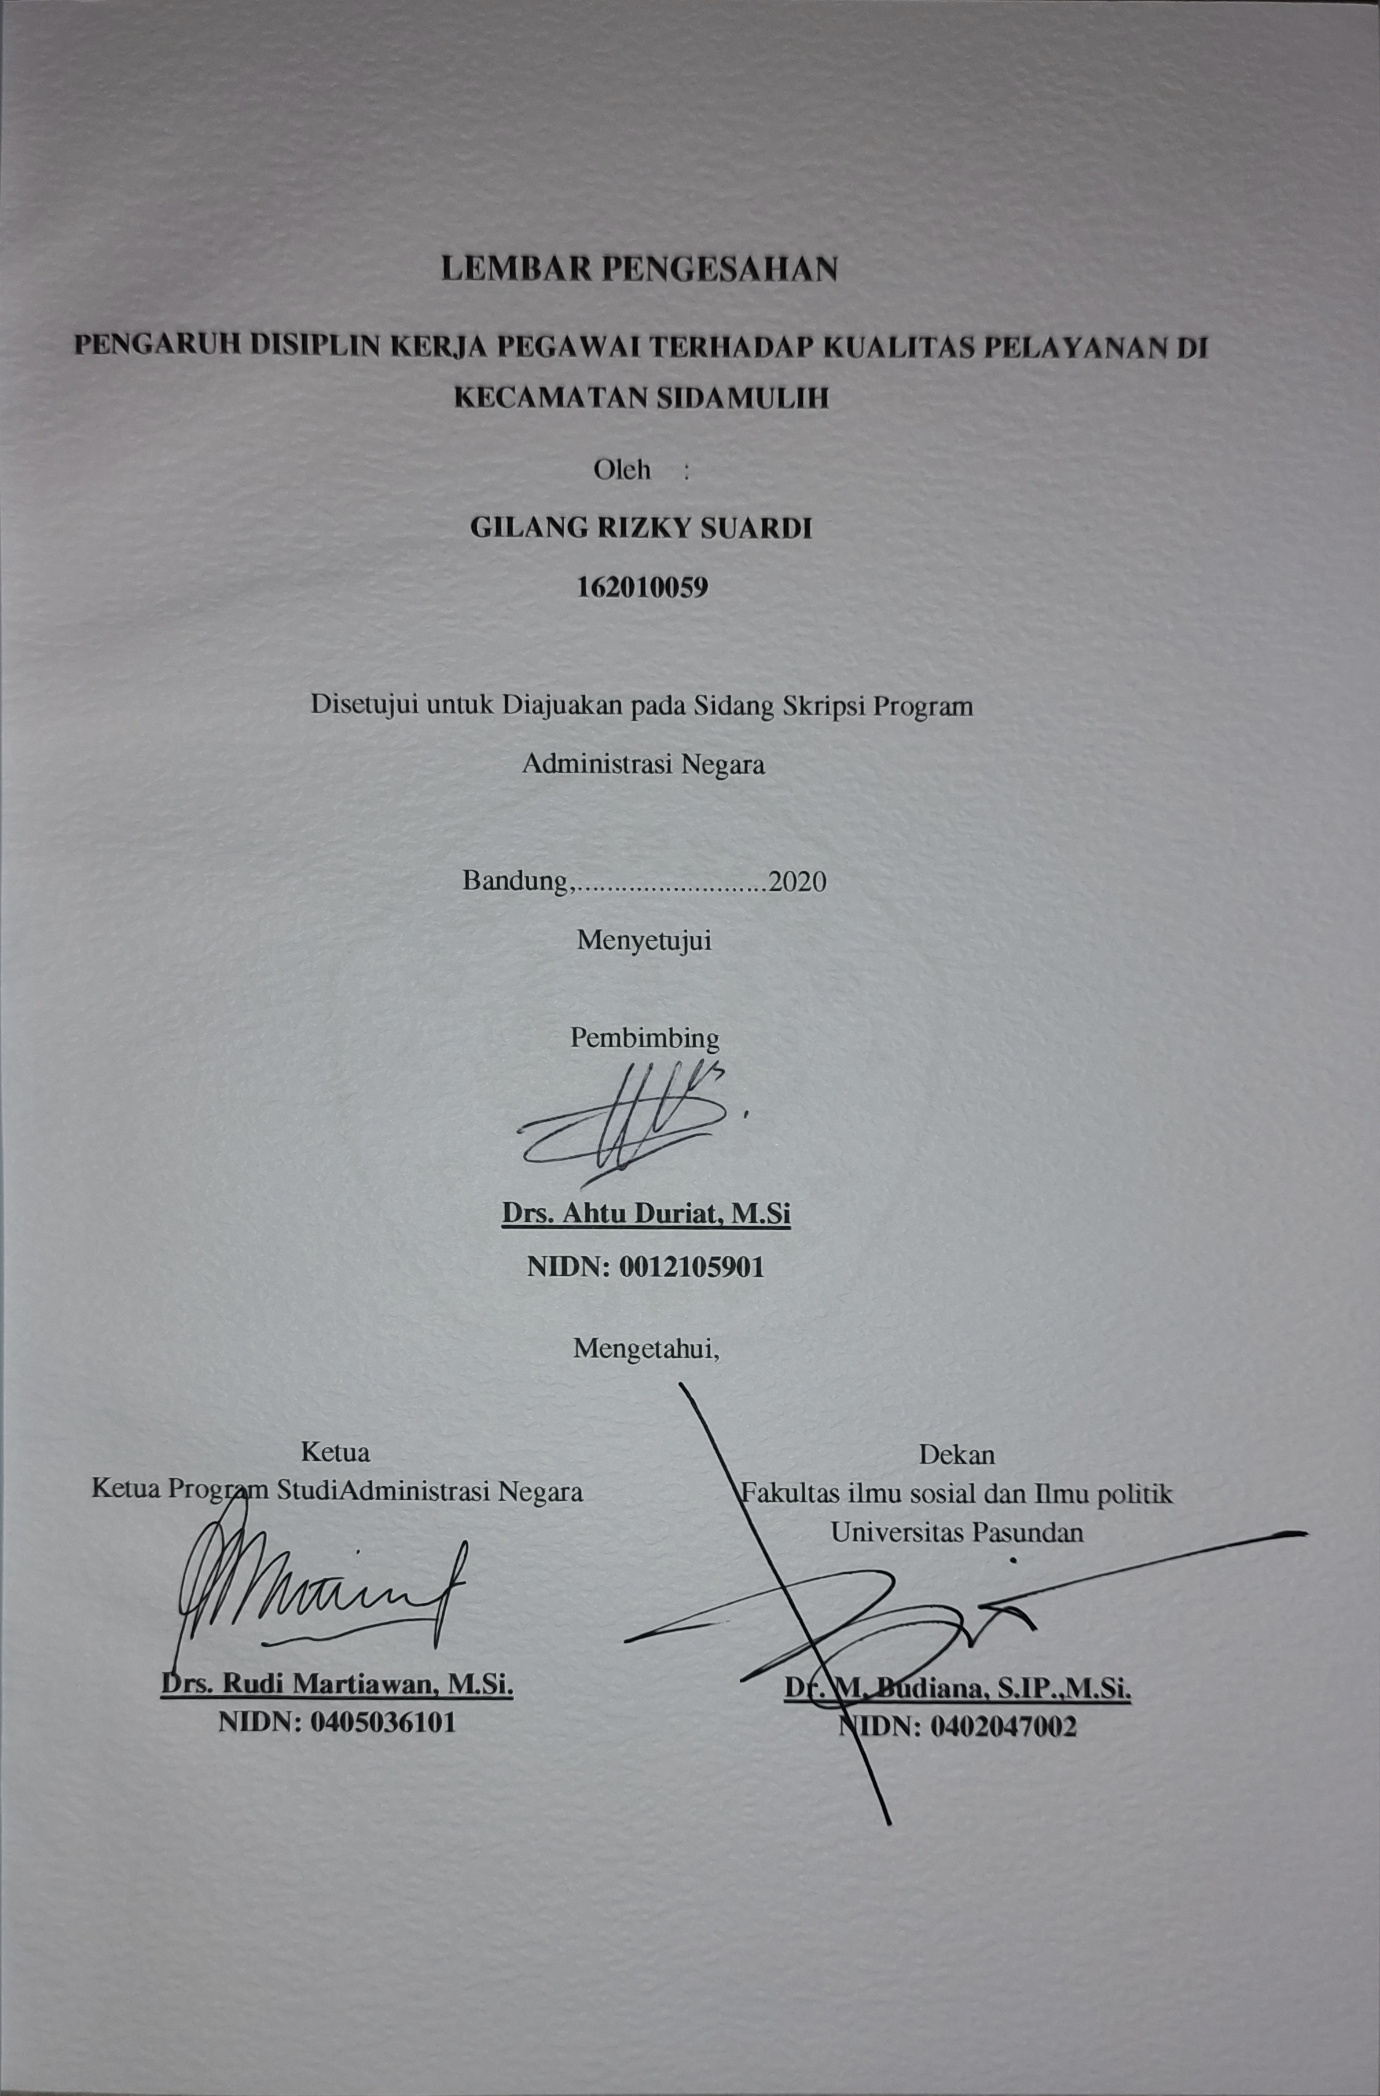 LEMBAR PENGESAHAN
PENGARUH DISIPLIN KERJA PEGAWAI TERHADAP KUALITAS PELAYANAN DI
KECAMATAN SIDAMULIH
Oleh :
GILANG RIZKY SUARDI
162010059
Disetujui untuk Diajuakan pada Sidang Skripsi Program
Administrasi Negara
Bandung,..........................2020
Menyetujui
Pembimbing
Drs. Ahtu Duriat, M.Si
NIDN: 0012105901
Mengetahui,
Ketua
Ketua Program StudiAdministrasi Negara
Drs. Rudi Martiawan, M.Si.
NIDN: 0405036101
Dekan
Fakultas ilmu sosial dan Ilmu politik
Universitas Pasundan
Dr. M. Budiana, S.IP.,M.Si.
NIDN: 0402047002